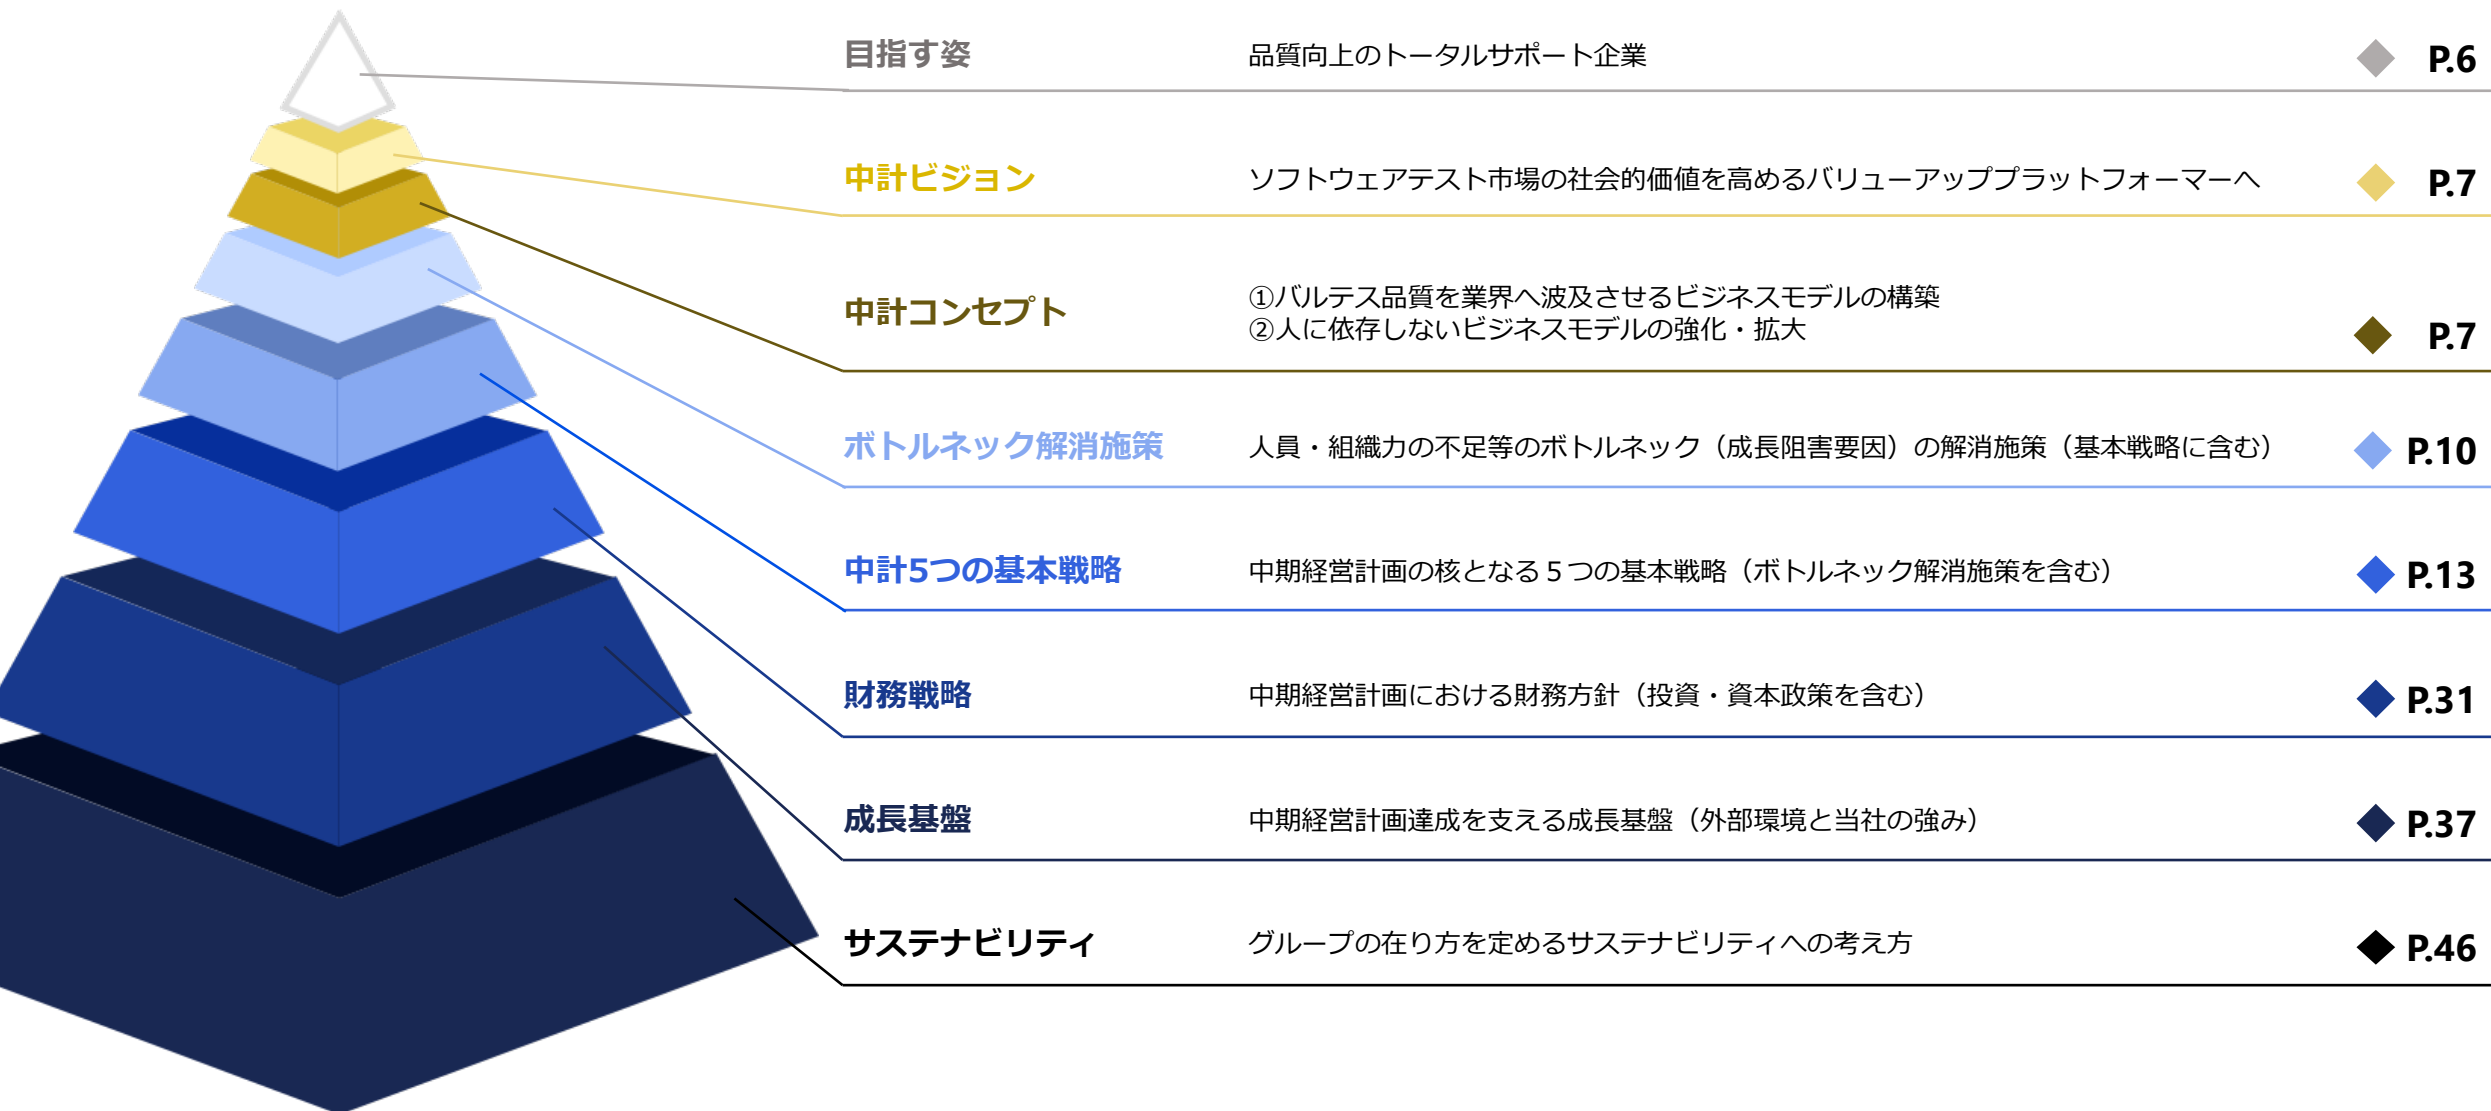 目指す姿 品質向上のトータルサポート企業 P.6
中計ビジョン ソフトウェアテスト市場の社会的価値を高めるバリューアッププラットフォーマーへ P.7
中計コンセプト ①バルテス品質を業界へ波及させるビジネスモデルの構築
②人に依存しないビジネスモデルの強化・拡大 P.7
ボトルネック解消施策 人員・組織力の不足等のボトルネック（成長阻害要因）の解消施策（基本戦略に含む） P.10
中計5つの基本戦略 中期経営計画の核となる５つの基本戦略（ボトルネック解消施策を含む） P.13
財務戦略 中期経営計画における財務方針（投資・資本政策を含む） P.31
成長基盤 中期経営計画達成を支える成長基盤（外部環境と当社の強み） P.37
サステナビリティ グループの在り方を定めるサステナビリティへの考え方 P.46